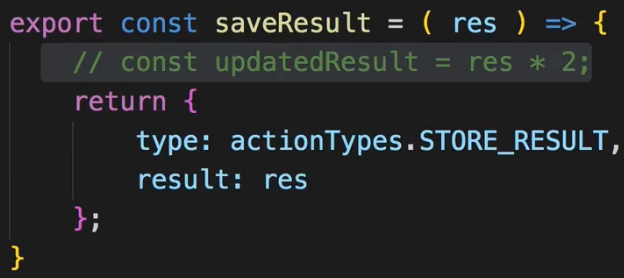 export const saveResult = ( res ) => {
    // const updatedResult = res * 2;
    return {
        type: actionTypes.STORE_RESULT,
        result: res
    };
}